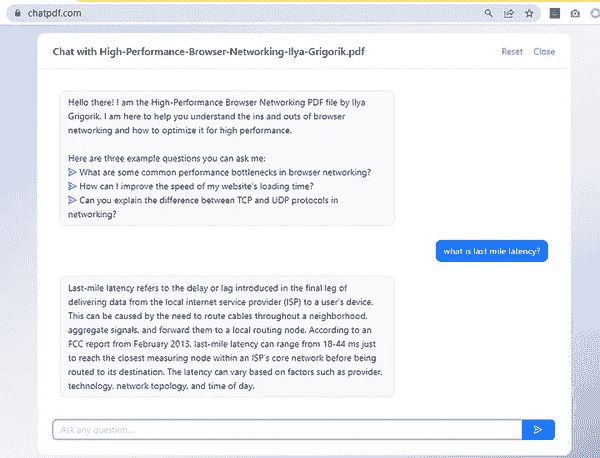 chatpdf.com
Chat with High-Performance-Browser-Networking-Ilya-Grigorik.pdf
Reset Close
Hello there! I am the High-Performance Browser Networking PDF file by Ilya
Grigorik. I am here to help you understand the ins and outs of browser
networking and how to optimize it for high performance.
Here are three example questions you can ask me:
What are some common performance bottlenecks in browser networking?
How can I improve the speed of my website's loading time?
Can you explain the difference between TCP and UDP protocols in
networking?
what is last mile latency?
Last-mile latency refers to the delay or lag introduced in the final leg of
delivering data from the local internet service provider (ISP) to a user's device.
This can be caused by the need to route cables throughout a neighborhood,
aggregate signals, and forward them to a local routing node. According to an
FCC report from February 2013, last-mile latency can range from 18-44 ms just
to reach the closest measuring node within an ISP's core network before being
routed to its destination. The latency can vary based on factors such as provider,
technology, network topology, and time of day.
Ask any question...